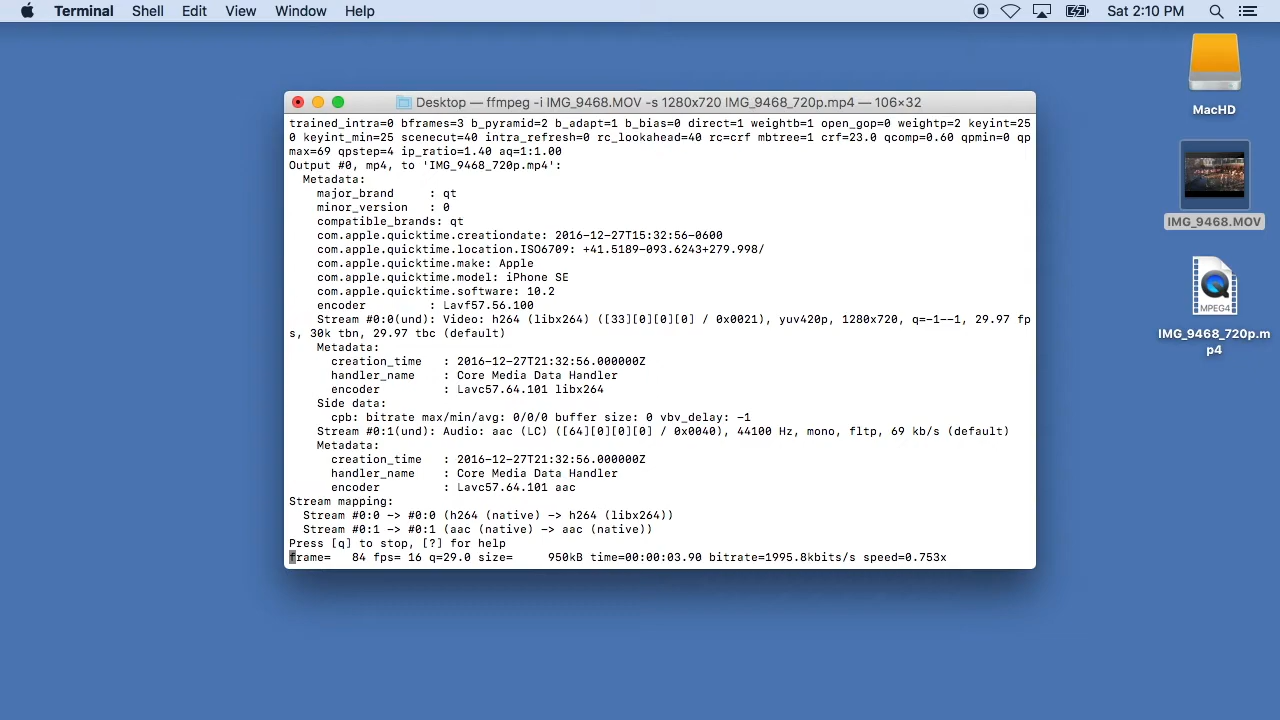 Terminal Shell Edit View Window Help Sat 2:10 PM
Desktop — ffmpeg -i IMG_9468.MOV -s 1280x720 IMG_9468_720p.mp4 — 106×32
trained_intra=0 bframes=3 b_pyramid=2 b_adapt=1 b_bias=0 direct=1 weightb=1 open_gop=0 weightp=2 keyint=25
0 keyint_min=25 scenecut=40 intra_refresh=0 rc_lookahead=40 rc=crf mbtree=1 crf=23.0 qcomp=0.60 qpmin=0 qp
max=69 qpstep=4 ip_ratio=1.40 aq=1:1.00
Output #0, mp4, to 'IMG_9468_720p.mp4':
Metadata:
major_brand : qt
minor_version : 0
compatible_brands: qt
com.apple.quicktime.creationdate: 2016-12-27T15:32:56-0600
com.apple.quicktime.location.ISO6709: +41.5189-093.6243+279.998/
com.apple.quicktime.make: Apple
com.apple.quicktime.model: iPhone SE
com.apple.quicktime.software: 10.2
encoder : Lavf57.56.100
Stream #0:0(und): Video: h264 (libx264) ([33][0][0][0] / 0x0021), yuv420p, 1280x720, q=-1--1, 29.97 fp
s, 30k tbn, 29.97 tbc (default)
Metadata:
creation_time : 2016-12-27T21:32:56.000000Z
handler_name : Core Media Data Handler
encoder : Lavc57.64.101 libx264
Side data:
cpb: bitrate max/min/avg: 0/0/0 buffer size: 0 vbv_delay: -1
Stream #0:1(und): Audio: aac (LC) ([64][0][0][0] / 0x0040), 44100 Hz, mono, fltp, 69 kb/s (default)
Metadata:
creation_time : 2016-12-27T21:32:56.000000Z
handler_name : Core Media Data Handler
encoder : Lavc57.64.101 aac
Stream mapping:
Stream #0:0 -> #0:0 (h264 (native) -> h264 (libx264))
Stream #0:1 -> #0:1 (aac (native) -> aac (native))
Press [q] to stop, [?] for help
frame= 84 fps= 16 q=29.0 size= 950kB time=00:00:03.90 bitrate=1995.8kbits/s speed=0.753x
MacHD
IMG_9468.MOV
MPEG4
IMG_9468_720p.m
p4